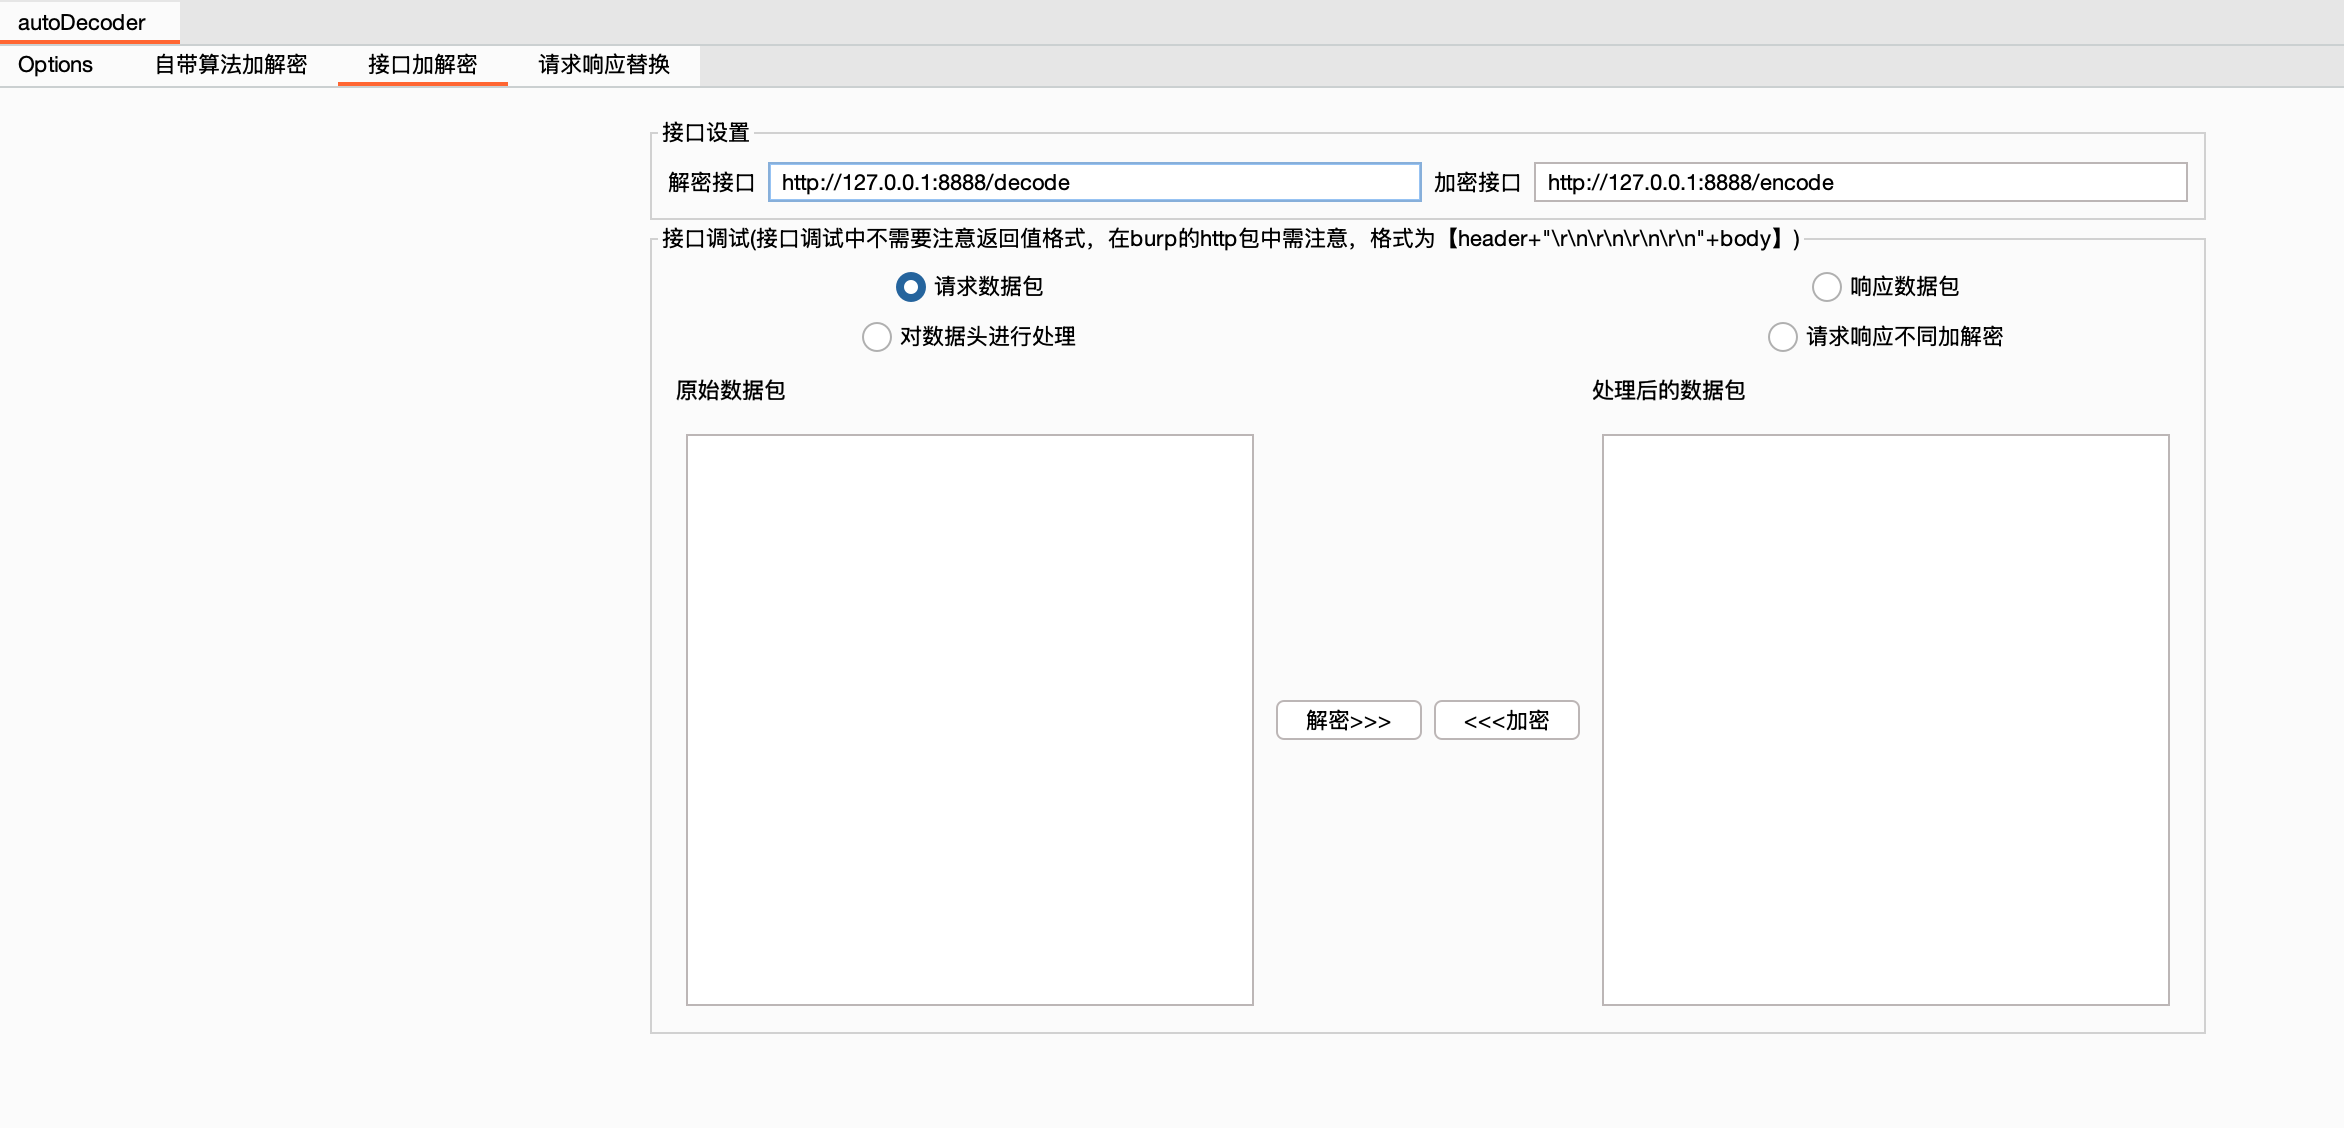 autoDecoder
Options 自带算法加解密 接口加解密 请求响应替换
接口设置
解密接口 http://127.0.0.1:8888/decode 加密接口 http://127.0.0.1:8888/encode
接口调试(接口调试中不需要注意返回值格式，在burp的http包中需注意，格式为【header+"\r\n\r\n\r\n\r\n"+body】)
请求数据包 响应数据包
对数据头进行处理 请求响应不同加解密
原始数据包 处理后的数据包
解密>>> <<<加密